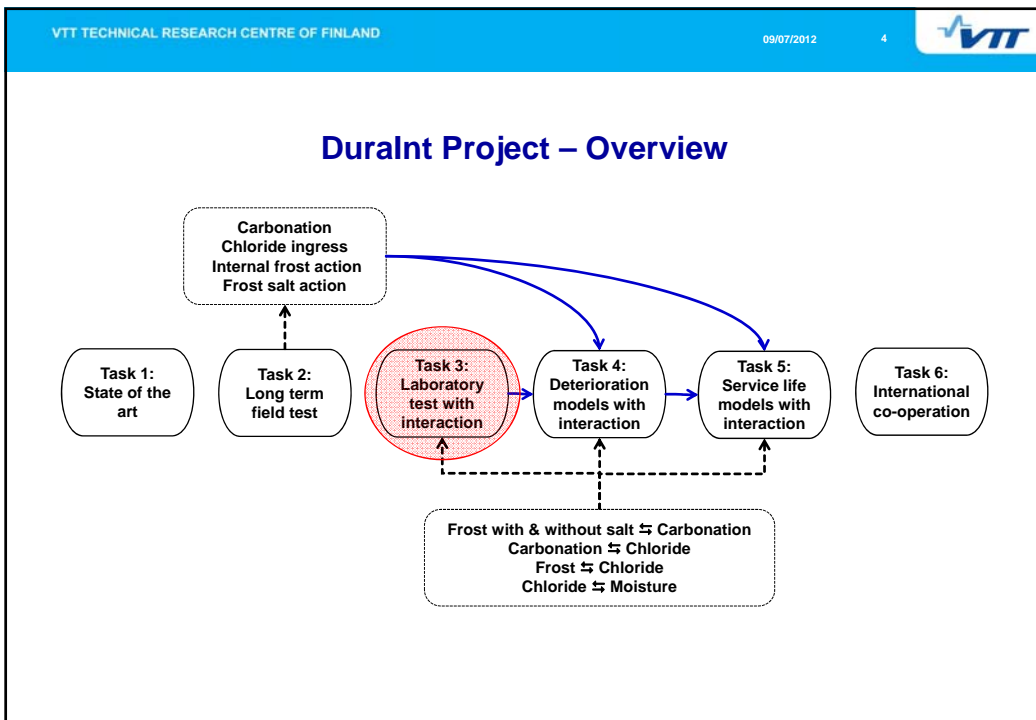 VTT TECHNICAL RESEARCH CENTRE OF FINLAND
09/07/2012
4
VTT
DuraInt Project – Overview
Carbonation
Chloride ingress
Internal frost action
Frost salt action
Task 1:
State of the
art
Task 2:
Long term
field test
Task 3:
Laboratory
test with
interaction
Task 4:
Deterioration
models with
interaction
Task 5:
Service life
models with
interaction
Task 6:
International
co-operation
Frost with & without salt ⇆ Carbonation
Carbonation ⇆ Chloride
Frost ⇆ Chloride
Chloride ⇆ Moisture